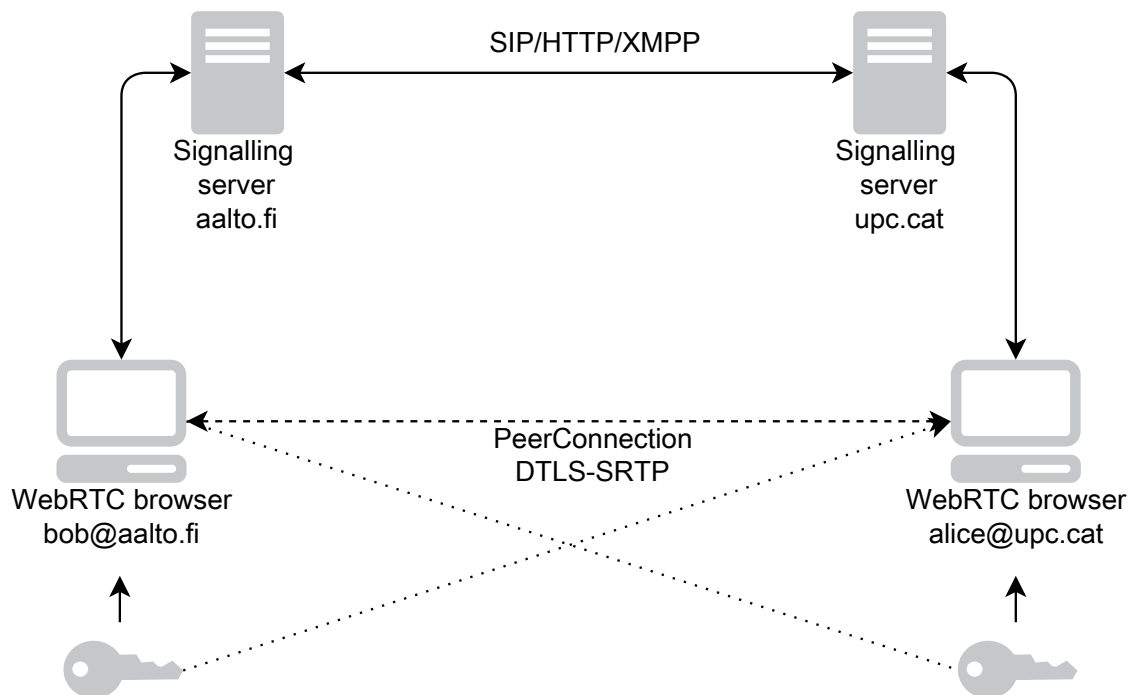 SIP/HTTP/XMPP
Signalling
server
aalto.fi
Signalling
server
upc.cat
PeerConnection
DTLS-SRTP
WebRTC browser
bob@aalto.fi
WebRTC browser
alice@upc.cat